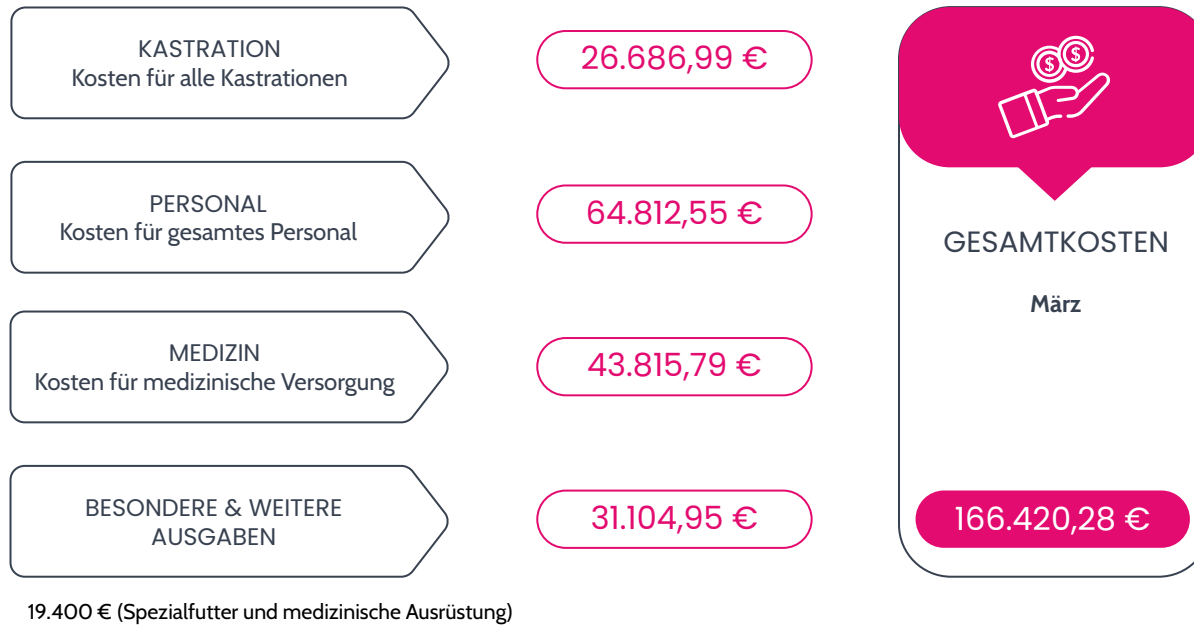 KASTRATION
Kosten für alle Kastrationen
26.686,99 €
PERSONAL
Kosten für gesamtes Personal
64.812,55 €
MEDIZIN
Kosten für medizinische Versorgung
43.815,79 €
BESONDERE & WEITERE
AUSGABEN
31.104,95 €
19.400 € (Spezialfutter und medizinische Ausrüstung)
$ $
GESAMTKOSTEN
März
166.420,28 €